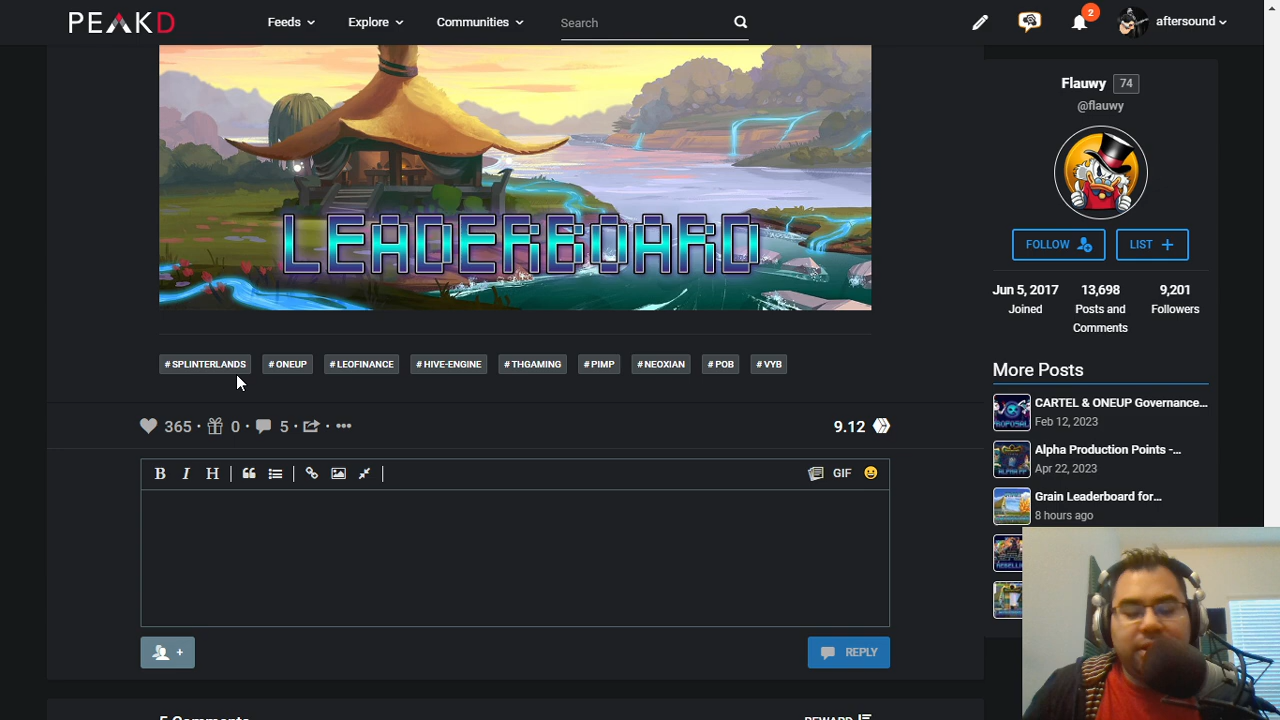 PEAKD
Feeds
Explore
Communities
Search
2
aftersound
LEADERBOARD
# SPLINTERLANDS
# ONEUP
# LEOFINANCE
# HIVE-ENGINE
# THGAMING
# PIMP
# NEOXIAN
# POB
# VYB
365 · 0 · 5 · · •••
9.12
B I H
GIF
+
REPLY
Flauwy 74
@flauwy
FOLLOW
LIST +
Jun 5, 2017
Joined
13,698
Posts and
Comments
9,201
Followers
More Posts
CARTEL & ONEUP Governance...
Feb 12, 2023
Alpha Production Points -...
Apr 22, 2023
Grain Leaderboard for...
8 hours ago